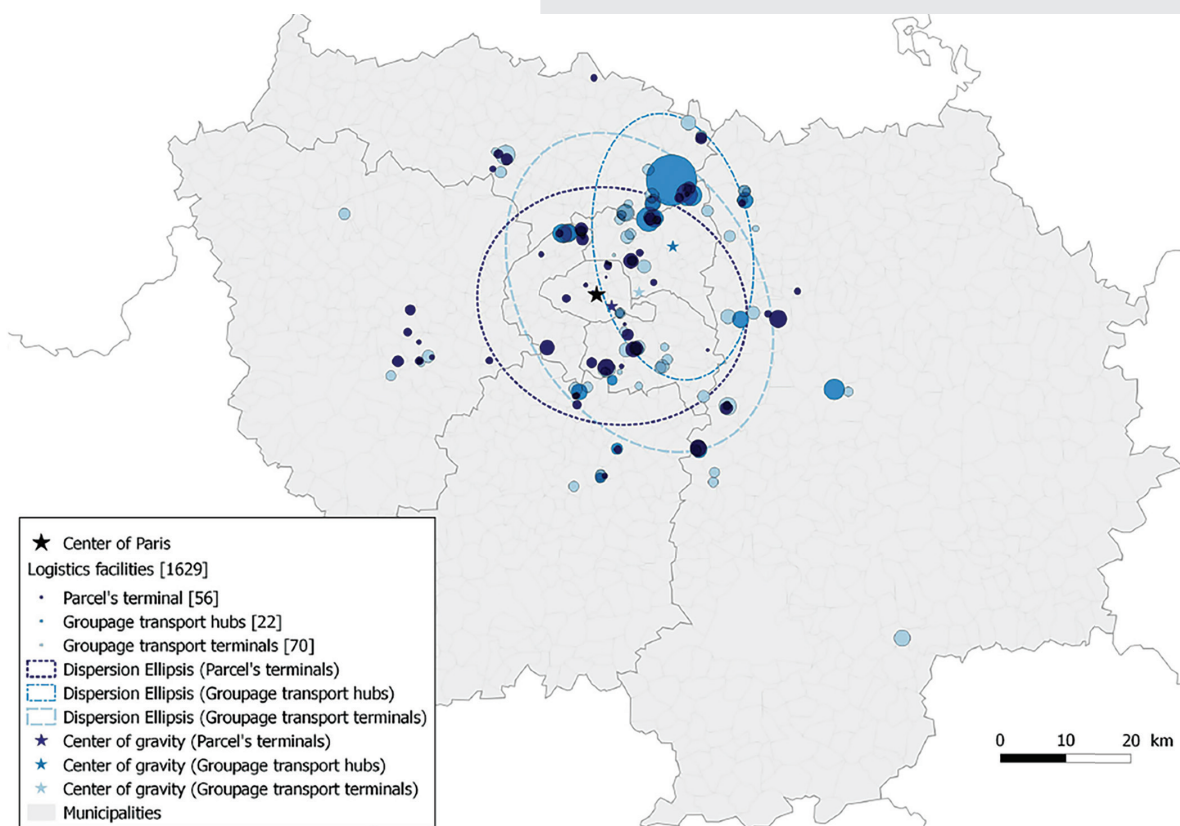 ★ Center of Paris
Logistics facilities [1629]
Parcel's terminal [56]
Groupage transport hubs [22]
Groupage transport terminals [70]
Dispersion Ellipsis (Parcel's terminals)
Dispersion Ellipsis (Groupage transport hubs)
Dispersion Ellipsis (Groupage transport terminals)
Center of gravity (Parcel's terminals)
Center of gravity (Groupage transport hubs)
Center of gravity (Groupage transport terminals)
Municipalities
0 10 20 km